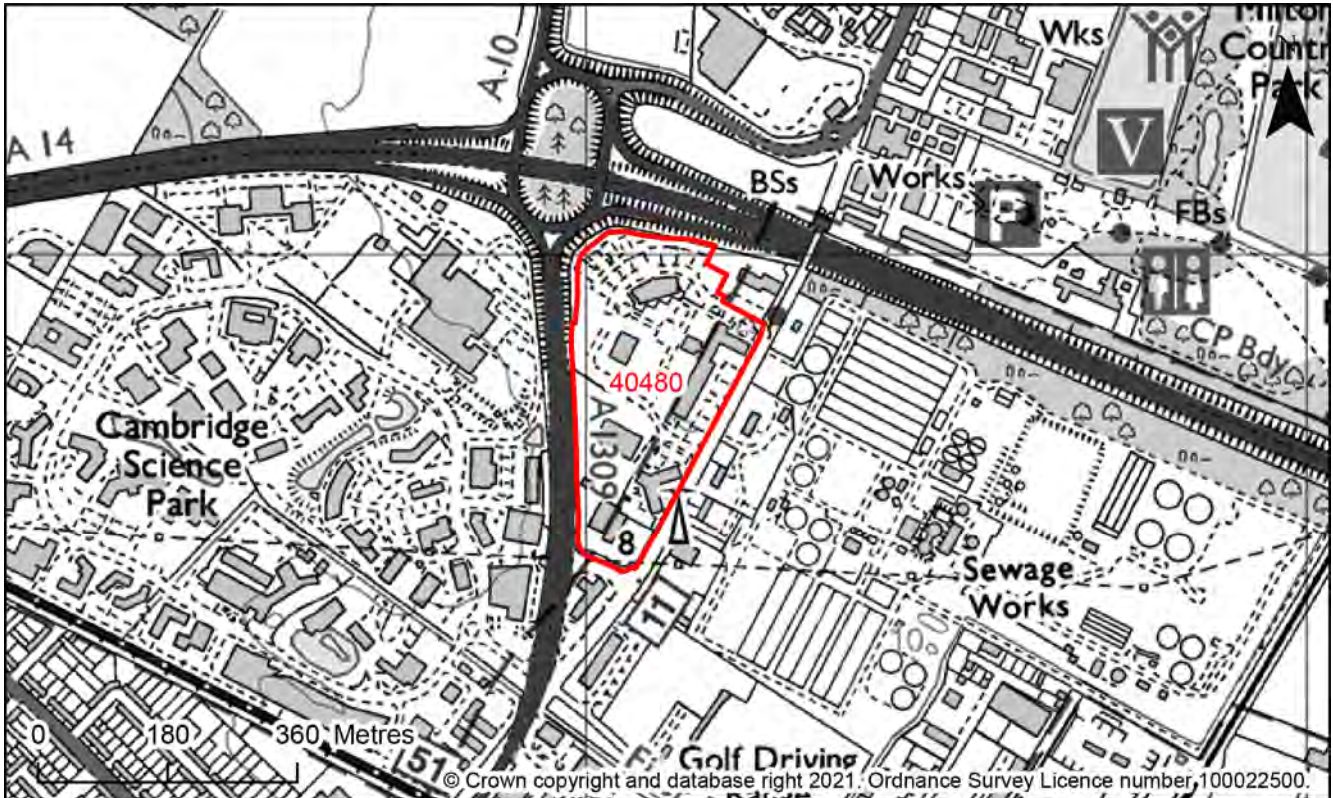 Wks
Milton
Country
Park
A 10
A 14
BSs
Works
V
FBs
CP Bdy
40480
A 1309
Cambridge
Science
Park
8
Sewage
Works
11
0 180 360 Metres
51
Golf Driving
© Crown copyright and database right 2021. Ordnance Survey Licence number 100022500.